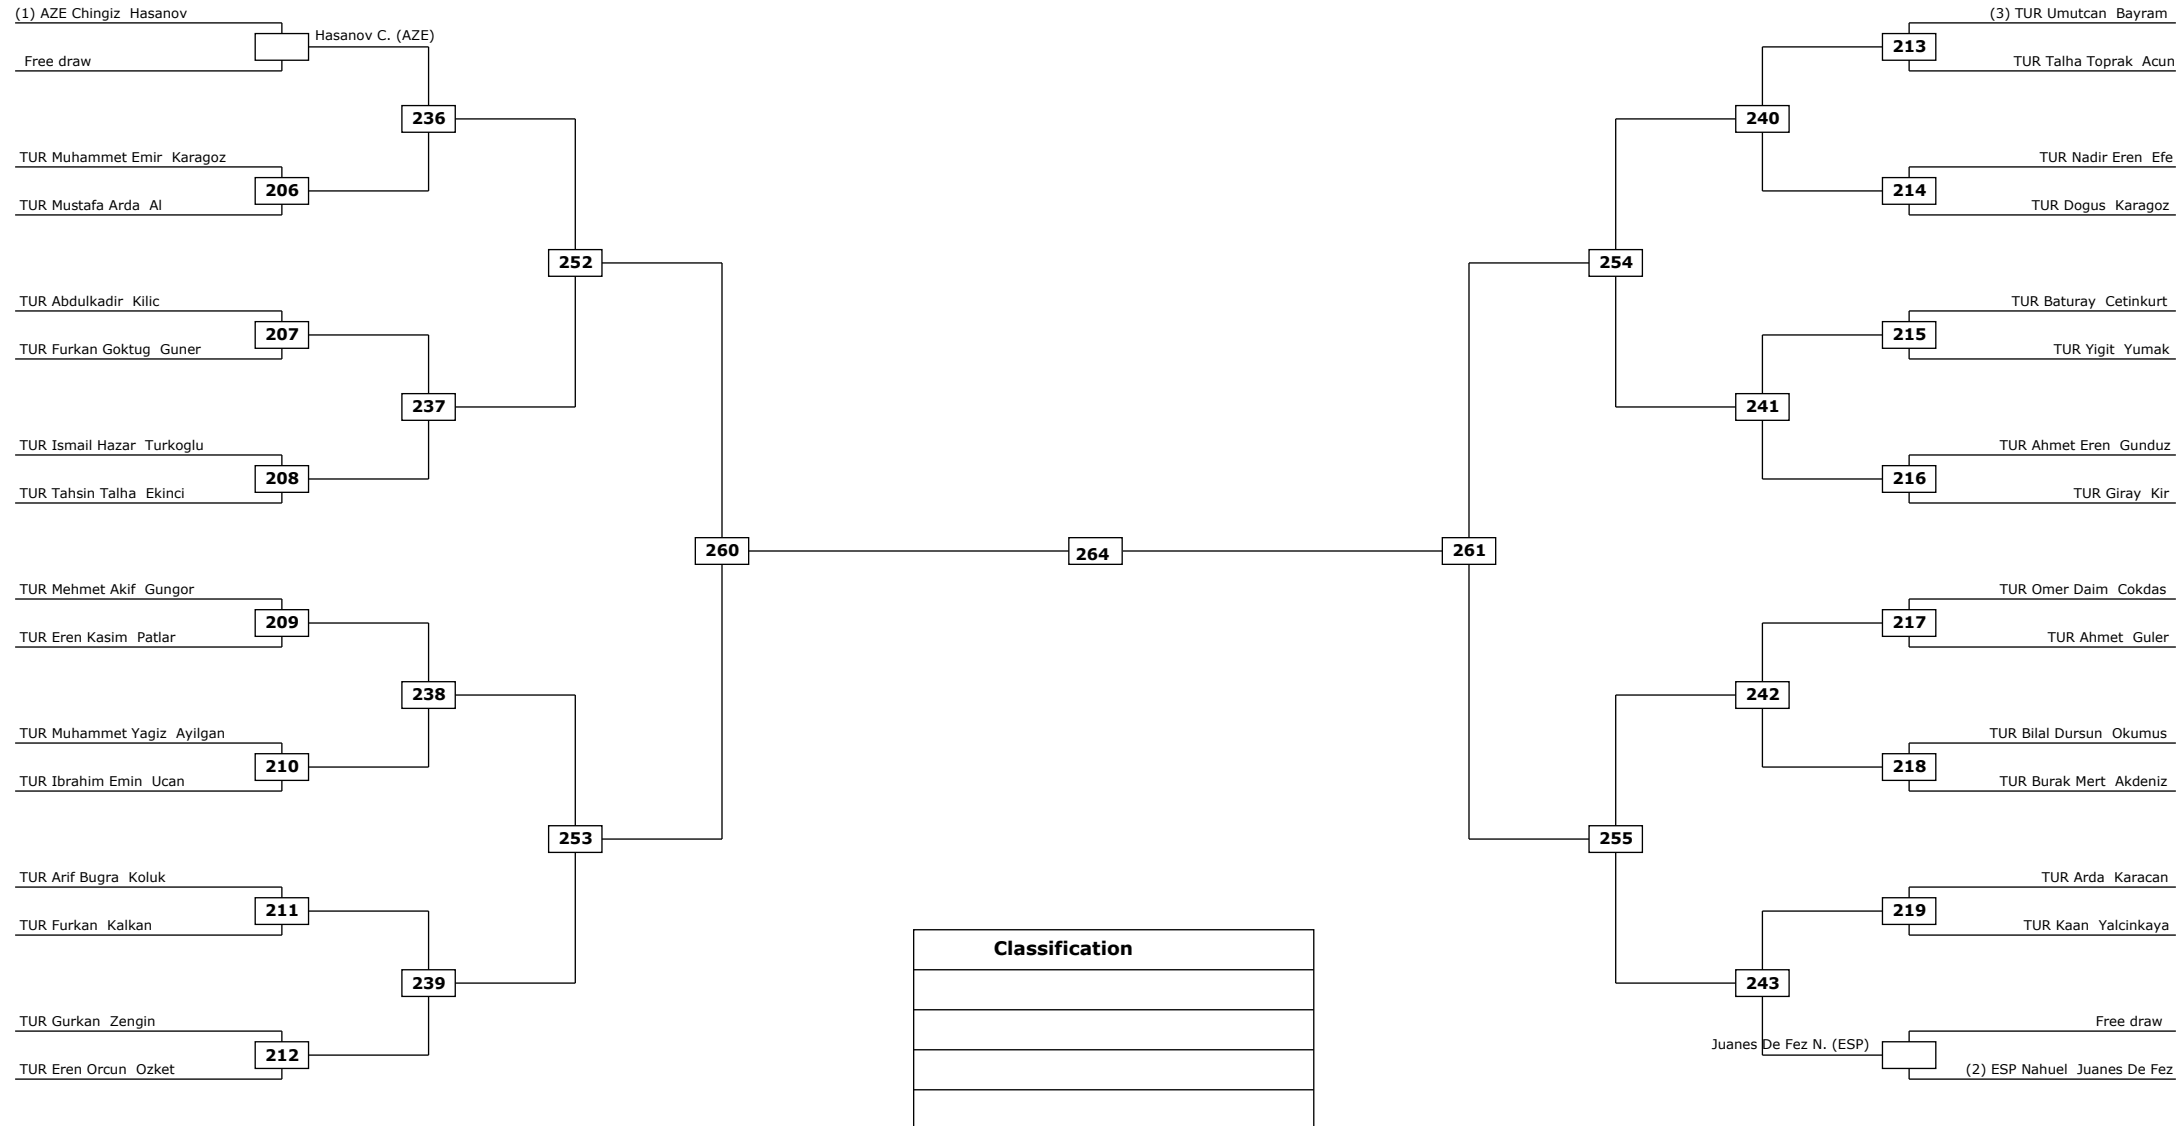 (1) AZE Chingiz Hasanov
Hasanov C. (AZE)
Free draw
236
TUR Muhammet Emir Karagoz
206
TUR Mustafa Arda Al
252
TUR Abdulkadir Kilic
207
TUR Furkan Goktug Guner
237
TUR Ismail Hazar Turkoglu
208
TUR Tahsin Talha Ekinci
260
TUR Mehmet Akif Gungor
209
TUR Eren Kasim Patlar
238
TUR Muhammet Yagiz Ayilgan
210
TUR Ibrahim Emin Ucan
253
TUR Arif Bugra Koluk
211
TUR Furkan Kalkan
239
TUR Gurkan Zengin
212
TUR Eren Orcun Ozket
264
Classification
(3) TUR Umutcan Bayram
213
TUR Talha Toprak Acun
240
TUR Nadir Eren Efe
214
TUR Dogus Karagoz
254
TUR Baturay Cetinkurt
215
TUR Yigit Yumak
241
TUR Ahmet Eren Gunduz
216
TUR Giray Kir
261
TUR Omer Daim Cokdas
217
TUR Ahmet Guler
242
TUR Bilal Dursun Okumus
218
TUR Burak Mert Akdeniz
255
TUR Arda Karacan
219
TUR Kaan Yalcinkaya
243
Free draw
Juanes De Fez N. (ESP)
(2) ESP Nahuel Juanes De Fez